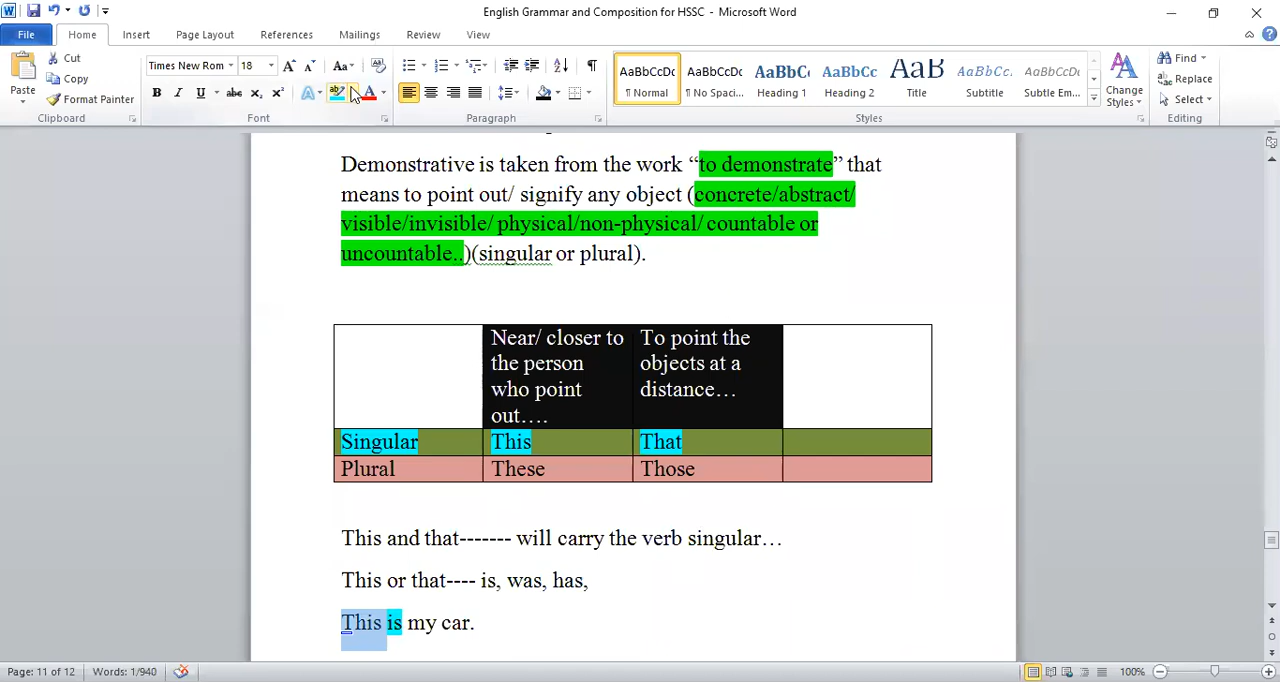 English Grammar and Composition for HSSC - Microsoft Word
File Home Insert Page Layout References Mailings Review View
Cut
Copy
Format Painter
Paste
Clipboard
Times New Rom 18
Font
Paragraph
AaBbCcDc AaBbCcDc AaBbC AaBbCc AaB AaBbCc. AaBbCcDc
¶ Normal ¶ No Spaci... Heading 1 Heading 2 Title Subtitle Subtle Em...
Styles
Change
Styles
Find
Replace
Select
Editing
Demonstrative is taken from the work “to demonstrate” that
means to point out/ signify any object (concrete/abstract/
visible/invisible/ physical/non-physical/ countable or
uncountable..)(singular or plural).
Near/ closer to
the person
who point
out….
To point the
objects at a
distance…
Singular This That
Plural These Those
This and that------- will carry the verb singular…
This or that---- is, was, has,
This is my car.
Page: 11 of 12 Words: 1/940 100%